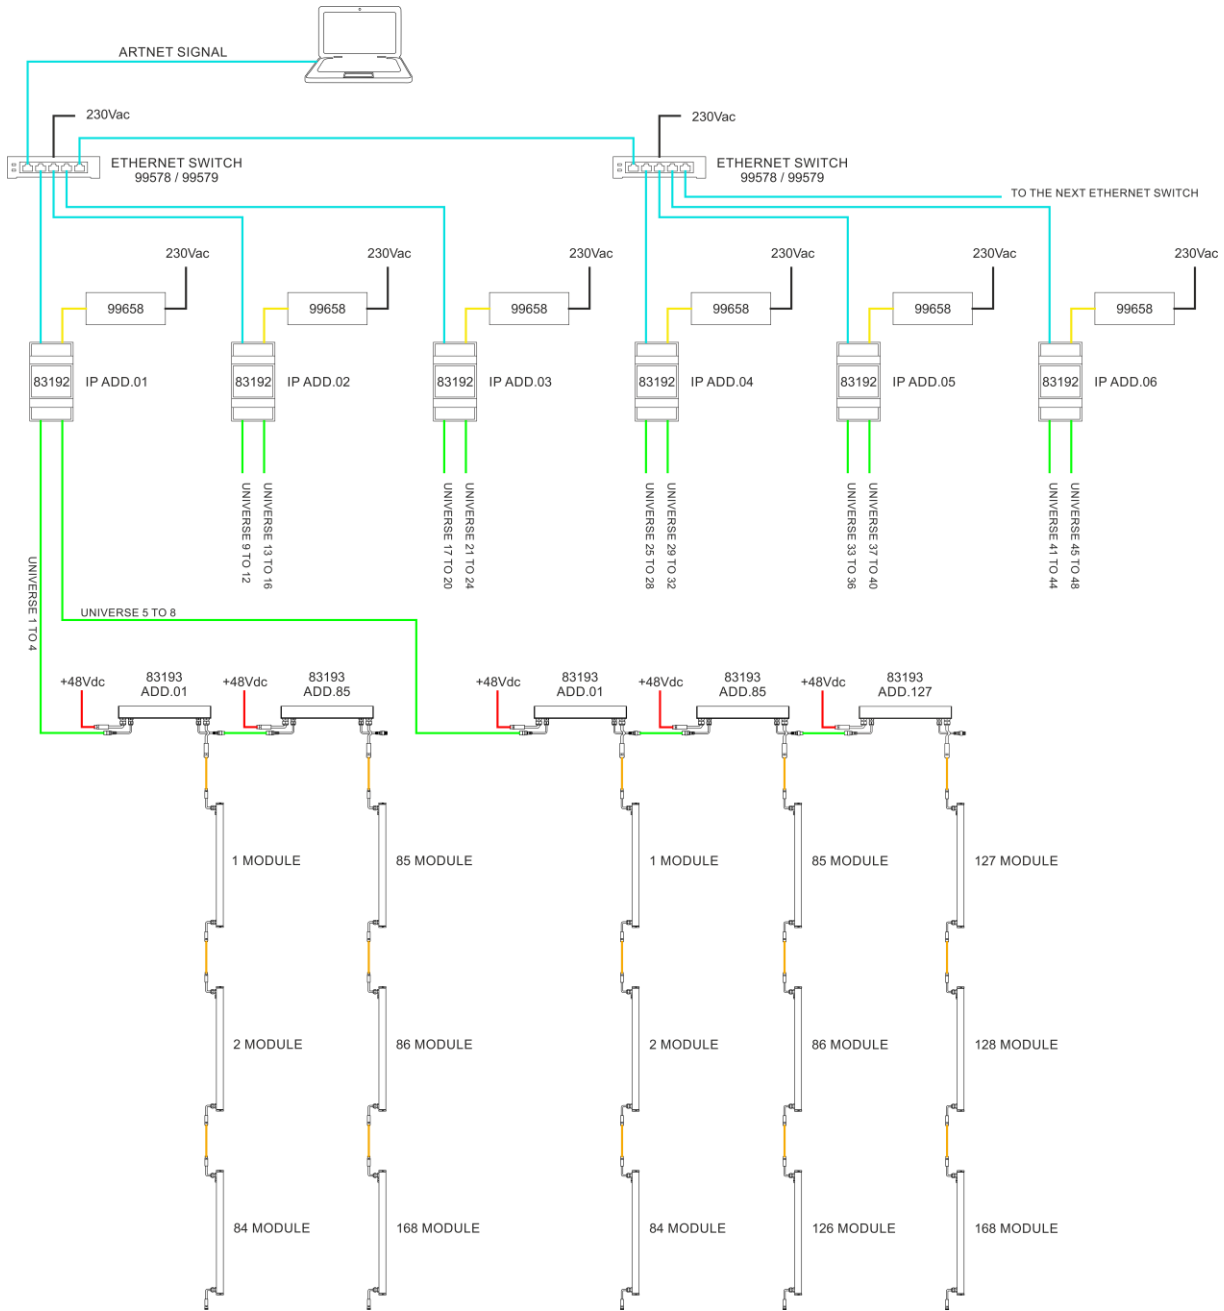 ARTNET SIGNAL
230Vac
230Vac
ETHERNET SWITCH
99578 / 99579
ETHERNET SWITCH
99578 / 99579
TO THE NEXT ETHERNET SWITCH
230Vac
230Vac
230Vac
230Vac
230Vac
230Vac
99658
99658
99658
99658
99658
99658
83192
IP ADD.01
83192
IP ADD.02
83192
IP ADD.03
83192
IP ADD.04
83192
IP ADD.05
83192
IP ADD.06
UNIVERSE 9 TO 12
UNIVERSE 13 TO 16
UNIVERSE 17 TO 20
UNIVERSE 21 TO 24
UNIVERSE 25 TO 28
UNIVERSE 29 TO 32
UNIVERSE 33 TO 36
UNIVERSE 37 TO 40
UNIVERSE 41 TO 44
UNIVERSE 45 TO 48
UNIVERSE 1 TO 4
UNIVERSE 5 TO 8
+48Vdc
83193
ADD.01
+48Vdc
83193
ADD.85
+48Vdc
83193
ADD.01
+48Vdc
83193
ADD.85
+48Vdc
83193
ADD.127
1 MODULE
85 MODULE
1 MODULE
85 MODULE
127 MODULE
2 MODULE
86 MODULE
2 MODULE
86 MODULE
128 MODULE
84 MODULE
168 MODULE
84 MODULE
126 MODULE
168 MODULE